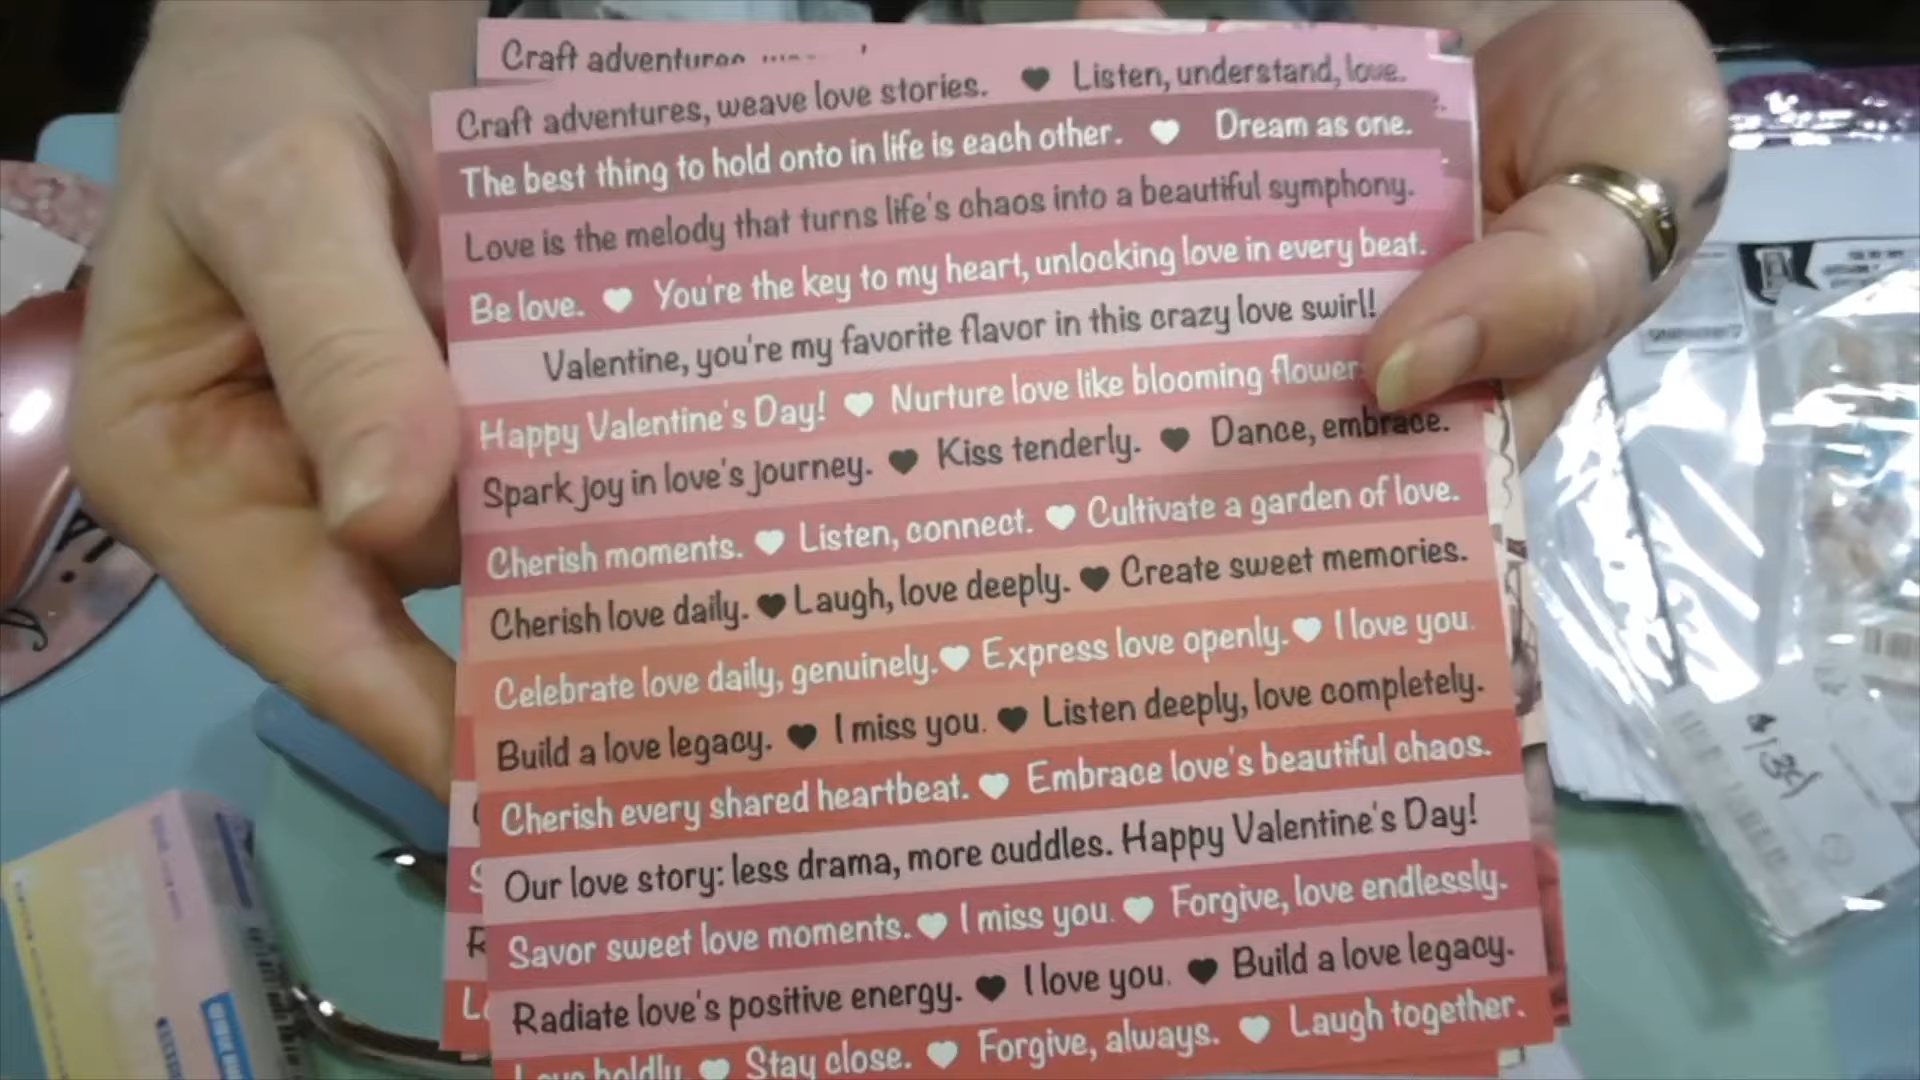 Craft adventures
Craft adventures, weave love stories. ♥ Listen, understand, love.
The best thing to hold onto in life is each other. ♥ Dream as one.
Love is the melody that turns life's chaos into a beautiful symphony.
Be love. ♥ You're the key to my heart, unlocking love in every beat.
Valentine, you're my favorite flavor in this crazy love swirl!
Happy Valentine's Day! ♥ Nurture love like blooming flower
Spark joy in love's journey. ♥ Kiss tenderly. ♥ Dance, embrace.
Cherish moments. ♥ Listen, connect. ♥ Cultivate a garden of love.
Cherish love daily. ♥ Laugh, love deeply. ♥ Create sweet memories.
Celebrate love daily, genuinely. ♥ Express love openly. ♥ I love you.
Build a love legacy. ♥ I miss you. ♥ Listen deeply, love completely.
Cherish every shared heartbeat. ♥ Embrace love's beautiful chaos.
Our love story: less drama, more cuddles. Happy Valentine's Day!
Savor sweet love moments. ♥ I miss you. ♥ Forgive, love endlessly.
Radiate love's positive energy. ♥ I love you. ♥ Build a love legacy.
Love boldly. ♥ Stay close. ♥ Forgive, always. ♥ Laugh together.